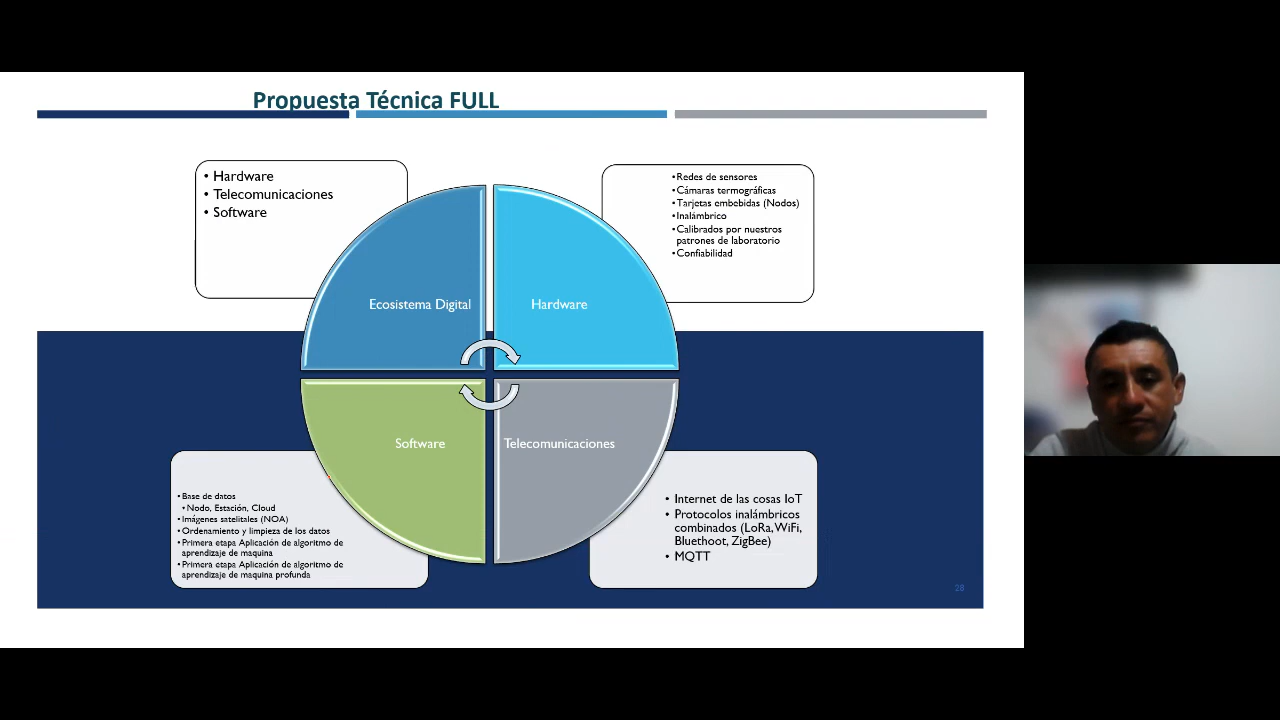 Propuesta Técnica FULL
• Hardware
• Telecomunicaciones
• Software
•Redes de sensores
•Cámaras termográficas
•Tarjetas embebidas (Nodos)
•Inalámbrico
•Calibrados por nuestros
patrones de laboratorio
•Confiabilidad
Ecosistema Digital
Hardware
Software
Telecomunicaciones
•Base de datos
•Nodo, Estación, Cloud
•Imágenes satelitales (NOA)
•Ordenamiento y limpieza de los datos
•Primera etapa Aplicación de algoritmo de
aprendizaje de maquina
•Primera etapa Aplicación de algoritmo de
aprendizaje de maquina profunda
• Internet de las cosas IoT
• Protocolos inalámbricos
combinados (LoRa, WiFi,
Bluethoot, ZigBee)
• MQTT
28